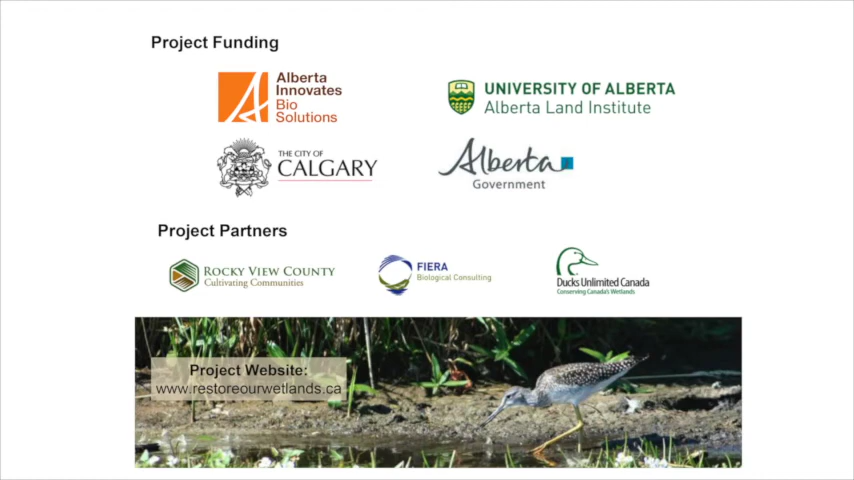 Project Funding
Alberta
Innovates
Bio
Solutions
UNIVERSITY OF ALBERTA
Alberta Land Institute
THE CITY OF
CALGARY
Alberta
Government
Project Partners
ROCKY VIEW COUNTY
Cultivating Communities
FIERA
Biological Consulting
Ducks Unlimited Canada
Conserving Canada's Wetlands
Project Website:
www.restoreourwetlands.ca